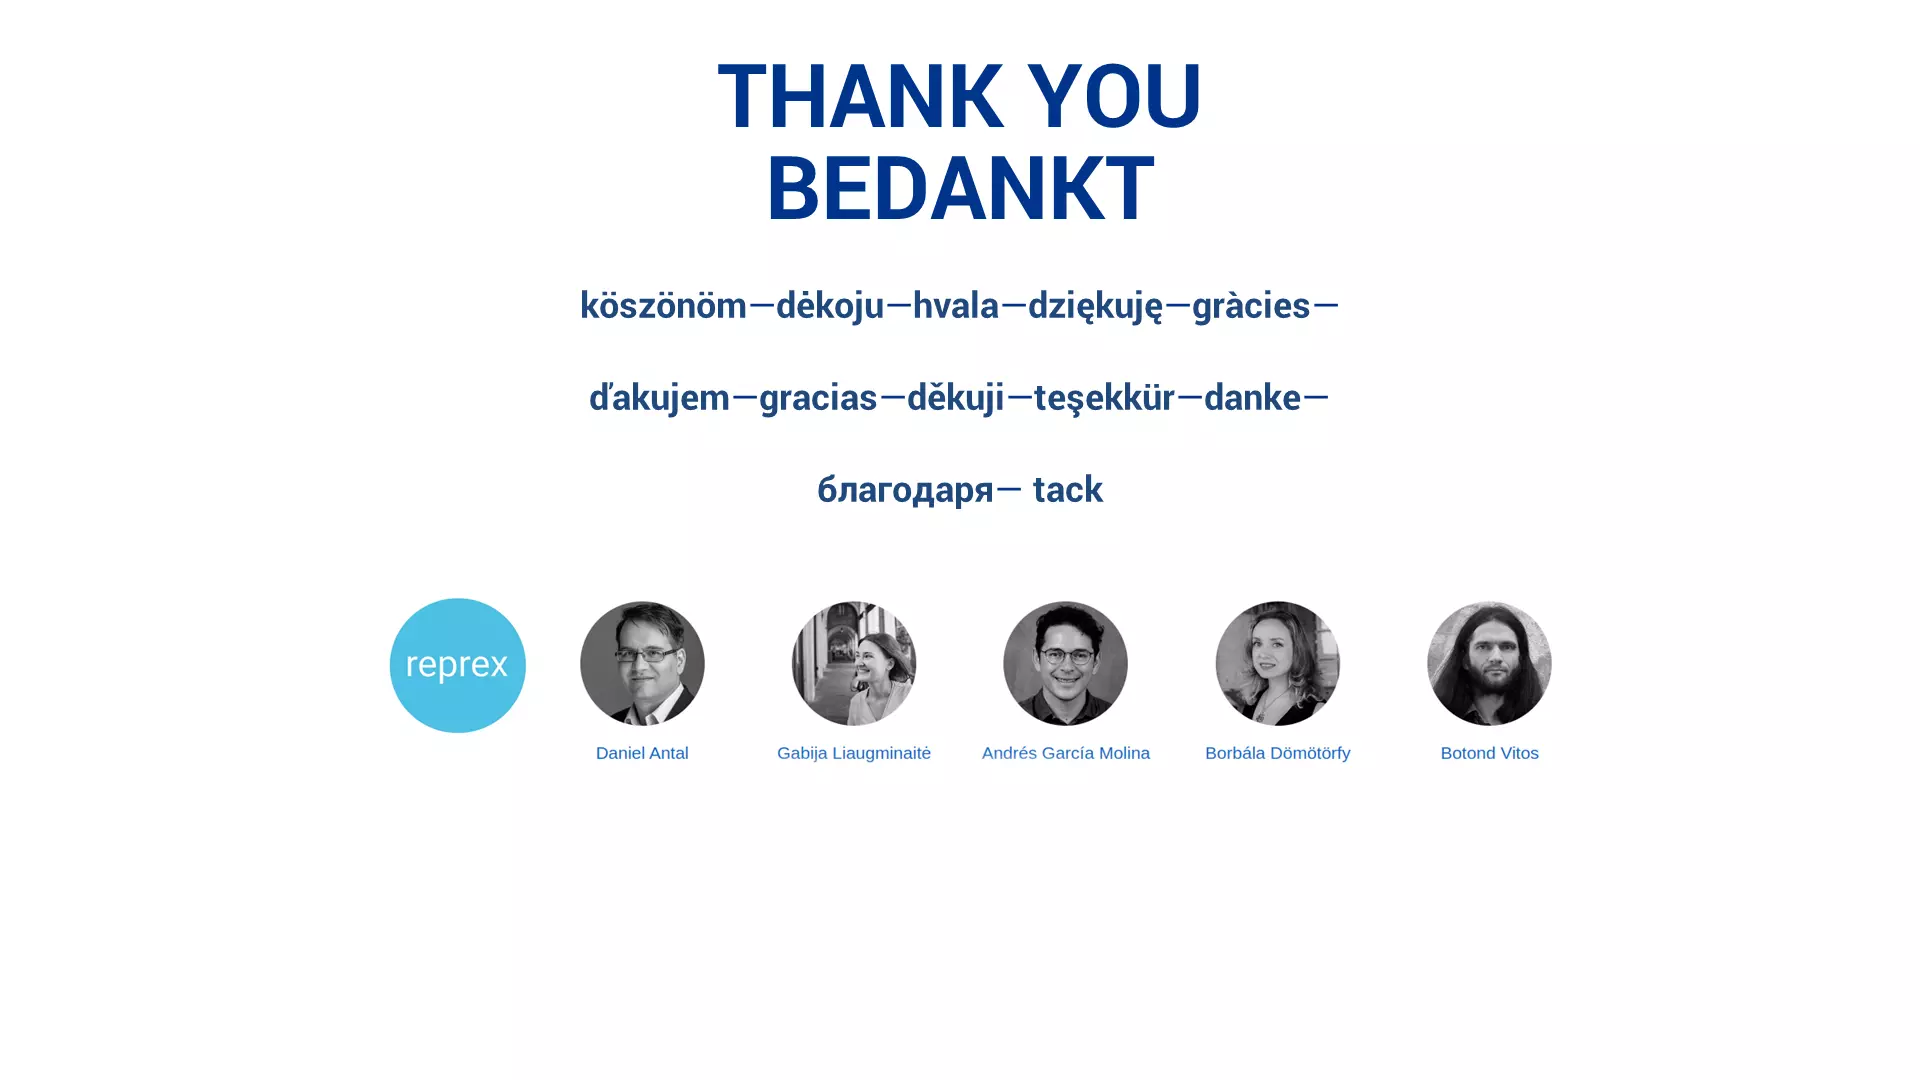 THANK YOU
BEDANKT
köszönöm—dėkoju—hvala—dziękuję—gràcies—
ďakujem—gracias—děkuji—teşekkür—danke—
благодаря— tack
reprex
Daniel Antal
Gabija Liaugminaitė
Andrés García Molina
Borbála Dömötörfy
Botond Vitos